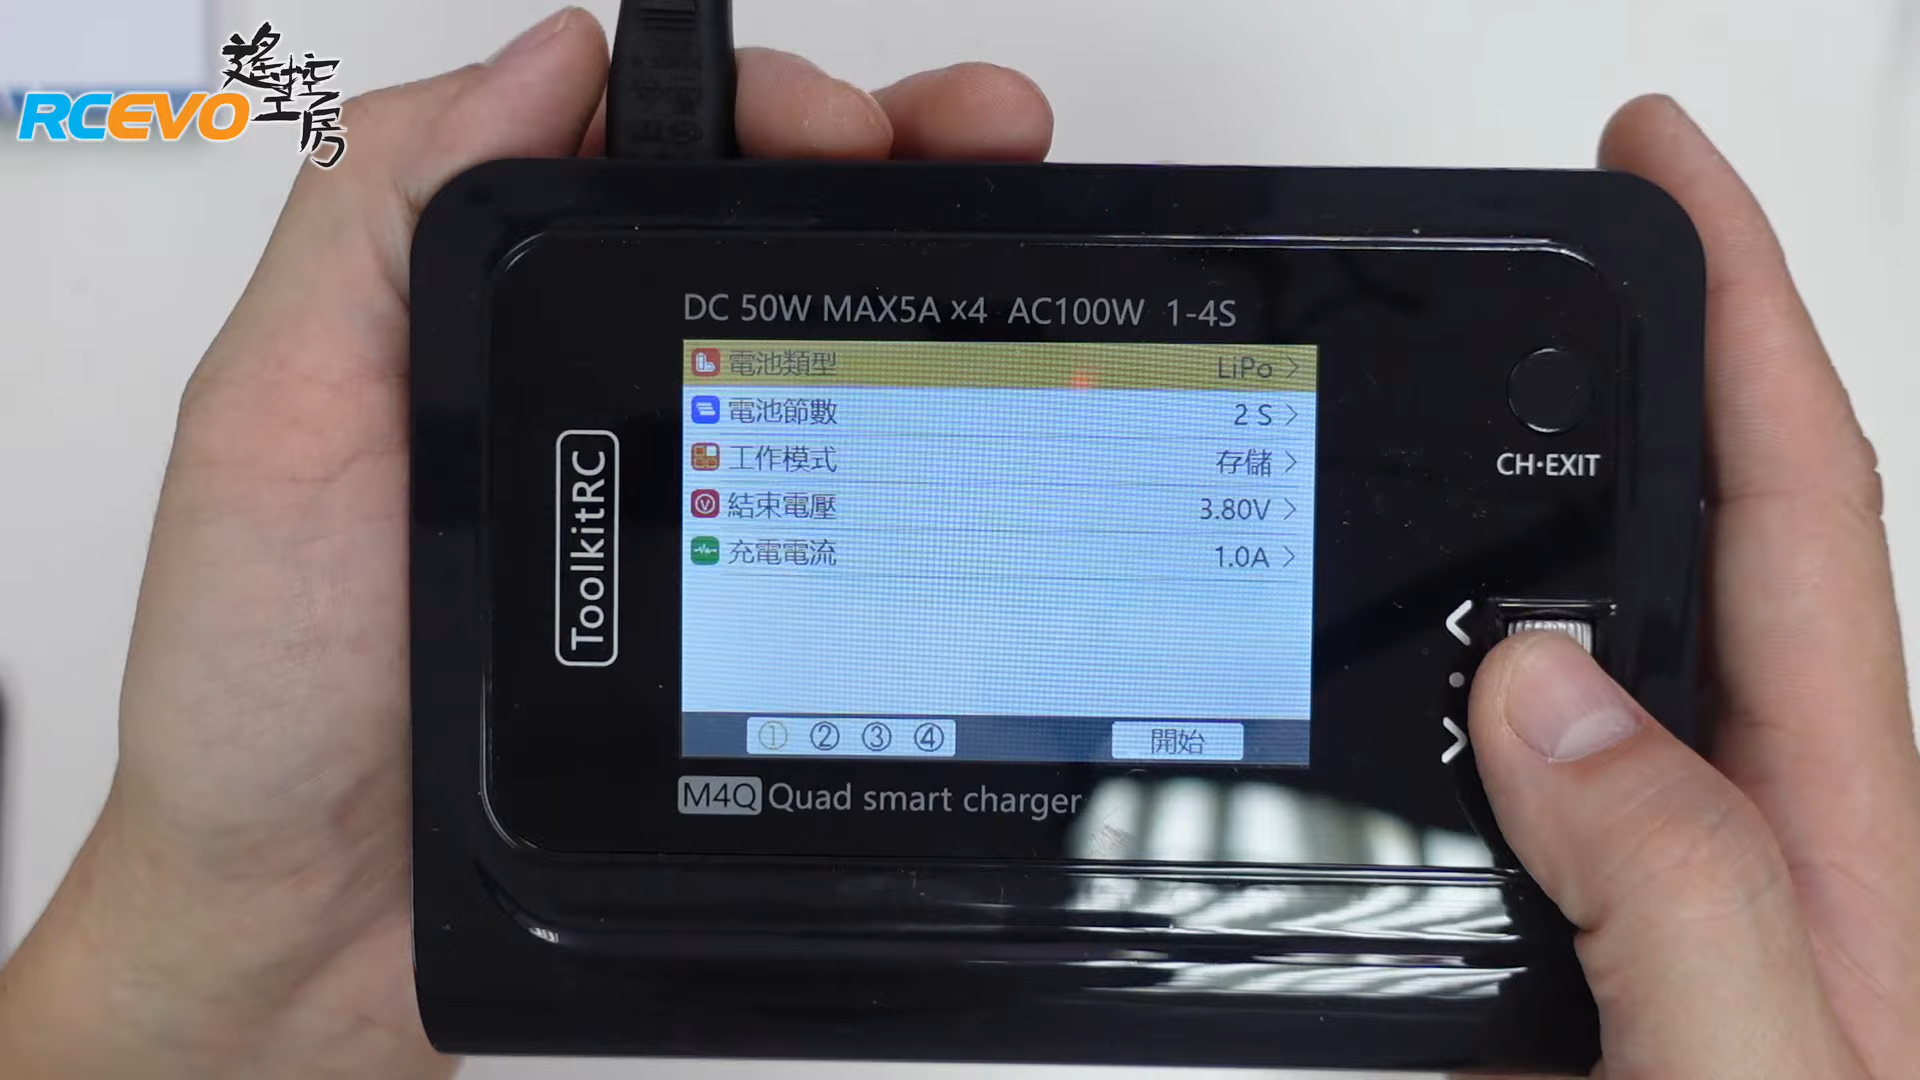 遙控工房
RCEVO
DC 50W MAX5A x4 AC100W 1-4S
電池類型 LiPo >
電池節數 2 S >
工作模式 存儲 >
結束電壓 3.80V >
充電電流 1.0A >
① ② ③ ④ 開始
ToolkitRC
CH·EXIT
M4Q Quad smart charger